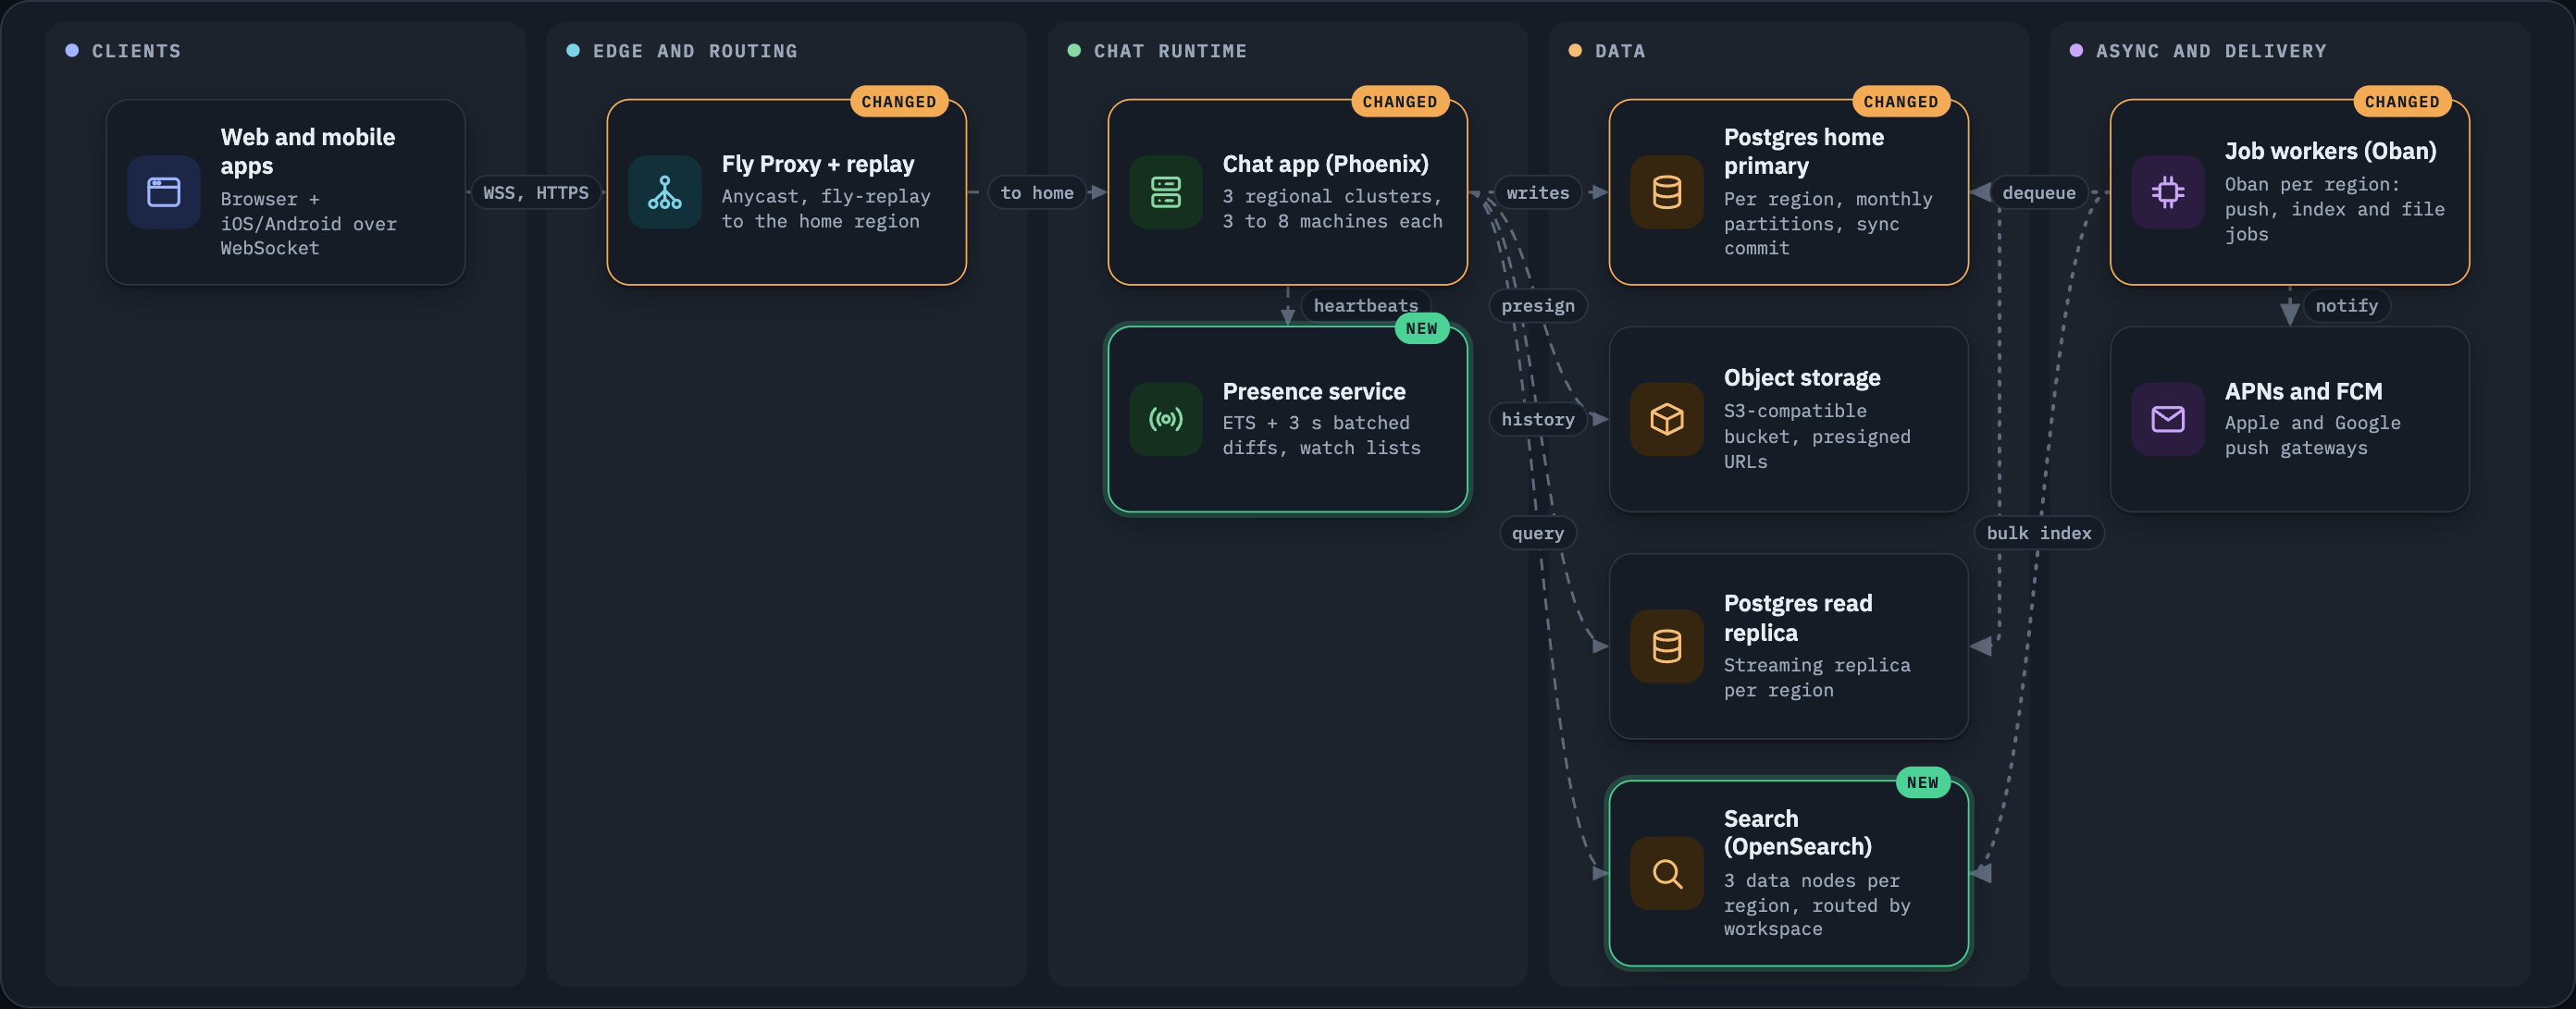 CLIENTS
Web and mobile
apps
Browser +
iOS/Android over
WebSocket
WSS, HTTPS
EDGE AND ROUTING
CHANGED
Fly Proxy + replay
Anycast, fly-replay
to the home region
to home
CHAT RUNTIME
CHANGED
Chat app (Phoenix)
3 regional clusters,
3 to 8 machines each
heartbeats
NEW
Presence service
ETS + 3 s batched
diffs, watch lists
writes
presign
history
query
DATA
CHANGED
Postgres home
primary
Per region, monthly
partitions, sync
commit
Object storage
S3-compatible
bucket, presigned
URLs
Postgres read
replica
Streaming replica
per region
NEW
Search
(OpenSearch)
3 data nodes per
region, routed by
workspace
dequeue
bulk index
ASYNC AND DELIVERY
CHANGED
Job workers (Oban)
Oban per region:
push, index and file
jobs
notify
APNs and FCM
Apple and Google
push gateways